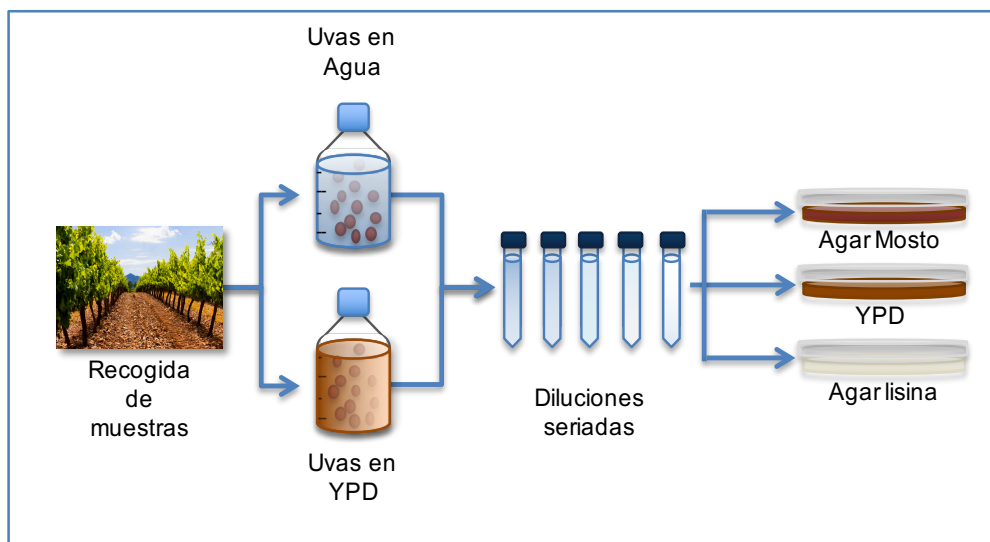 Uvas en
Agua
Recogida
de
muestras
Uvas en
YPD
Diluciones
seriadas
Agar Mosto
YPD
Agar lisina